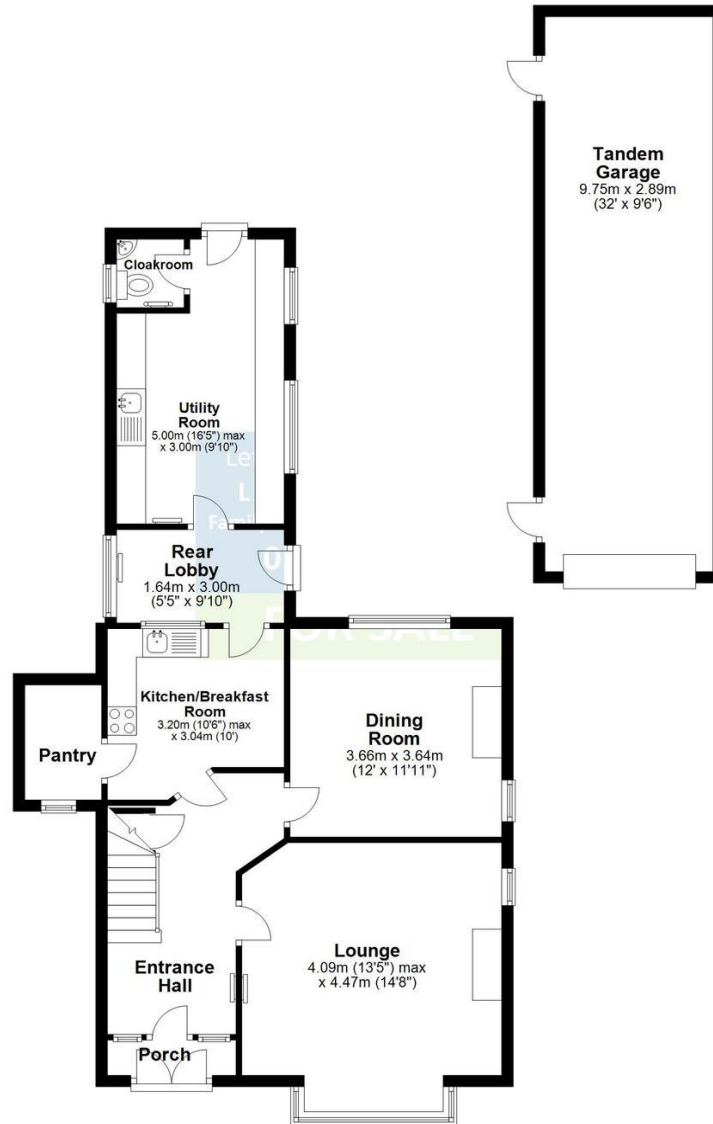 Tandem
Garage
9.75m x 2.89m
(32' x 9'6")
Cloakroom
Utility
Room
5.00m (16'5") max
x 3.00m (9'10")
Rear
Lobby
1.64m x 3.00m
(5'5" x 9'10")
FOR SALE
Kitchen/Breakfast
Room
3.20m (10'6") max
x 3.04m (10')
Pantry
Dining
Room
3.66m x 3.64m
(12' x 11'11")
Lounge
4.09m (13'5") max
x 4.47m (14'8")
Entrance
Hall
Porch